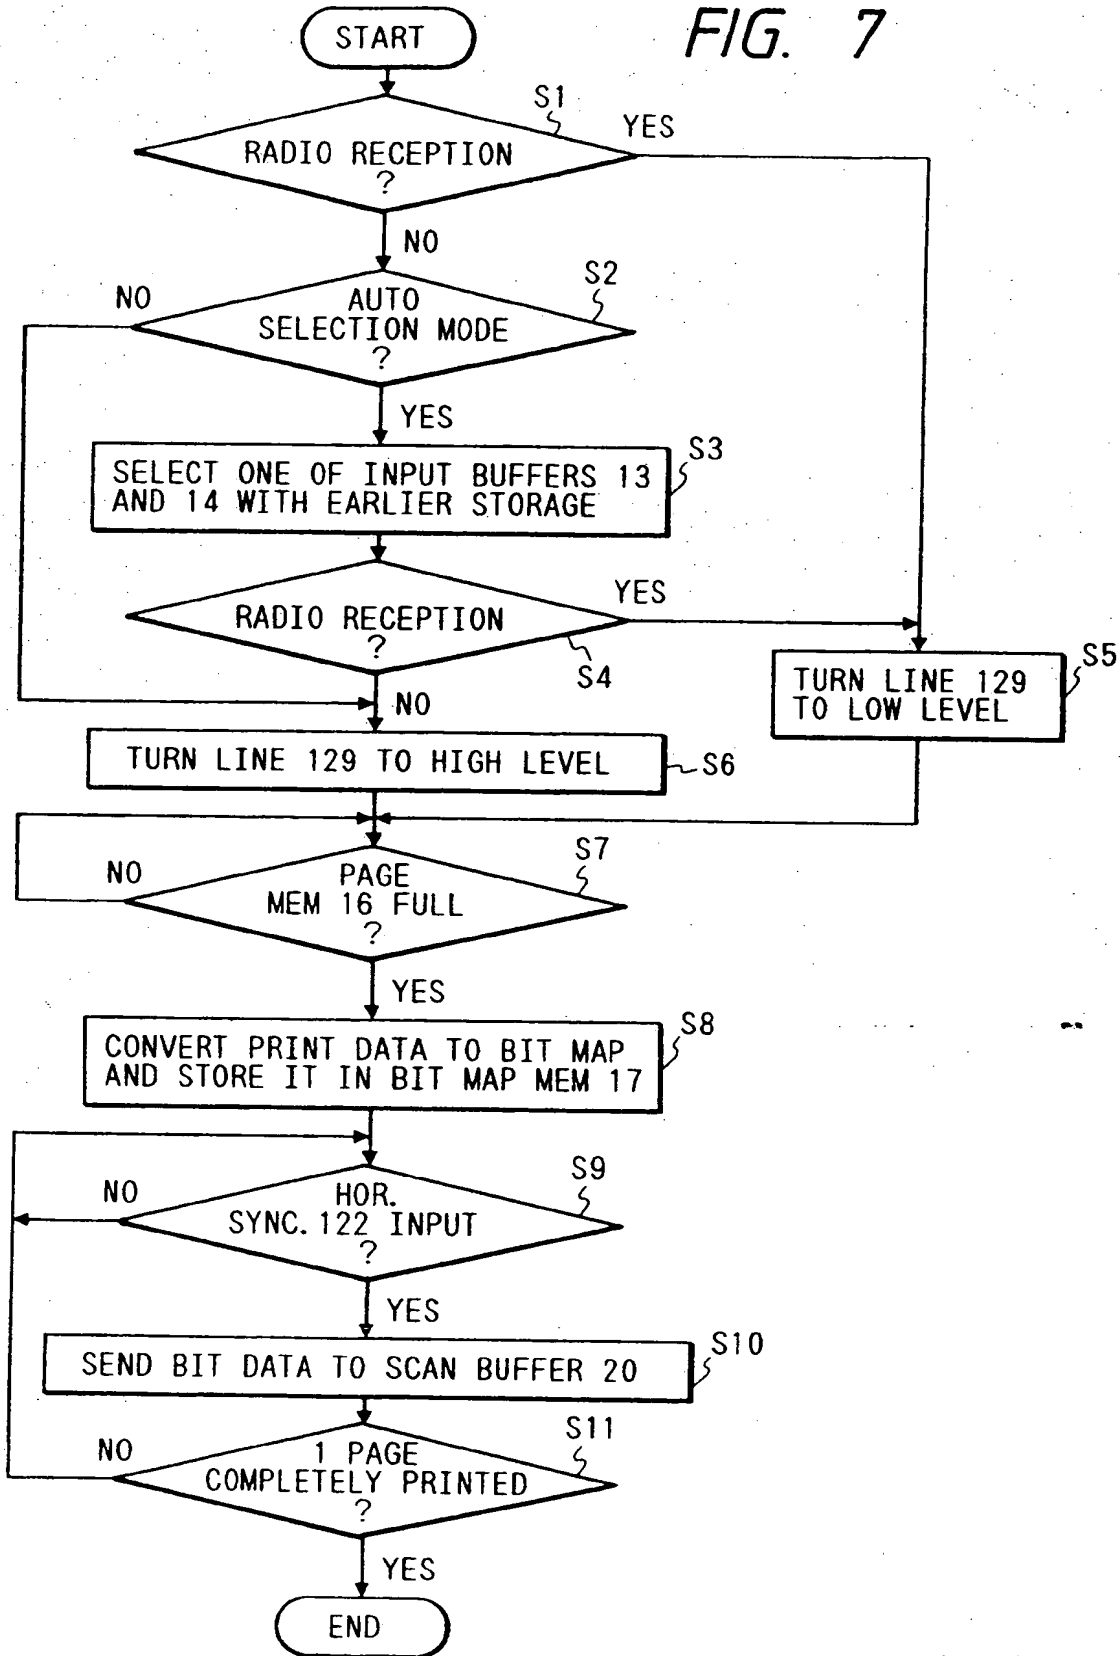 FIG. 7
START
S1
YES
RADIO RECEPTION
?
NO
S2
NO
AUTO
SELECTION MODE
?
YES
S3
SELECT ONE OF INPUT BUFFERS 13
AND 14 WITH EARLIER STORAGE
YES
RADIO RECEPTION
?
S4
NO
S5
TURN LINE 129
TO LOW LEVEL
TURN LINE 129 TO HIGH LEVEL
S6
S7
NO
PAGE
MEM 16 FULL
?
YES
S8
CONVERT PRINT DATA TO BIT MAP
AND STORE IT IN BIT MAP MEM 17
S9
NO
HOR.
SYNC. 122 INPUT
?
YES
S10
SEND BIT DATA TO SCAN BUFFER 20
S11
NO
1 PAGE
COMPLETELY PRINTED
?
YES
END